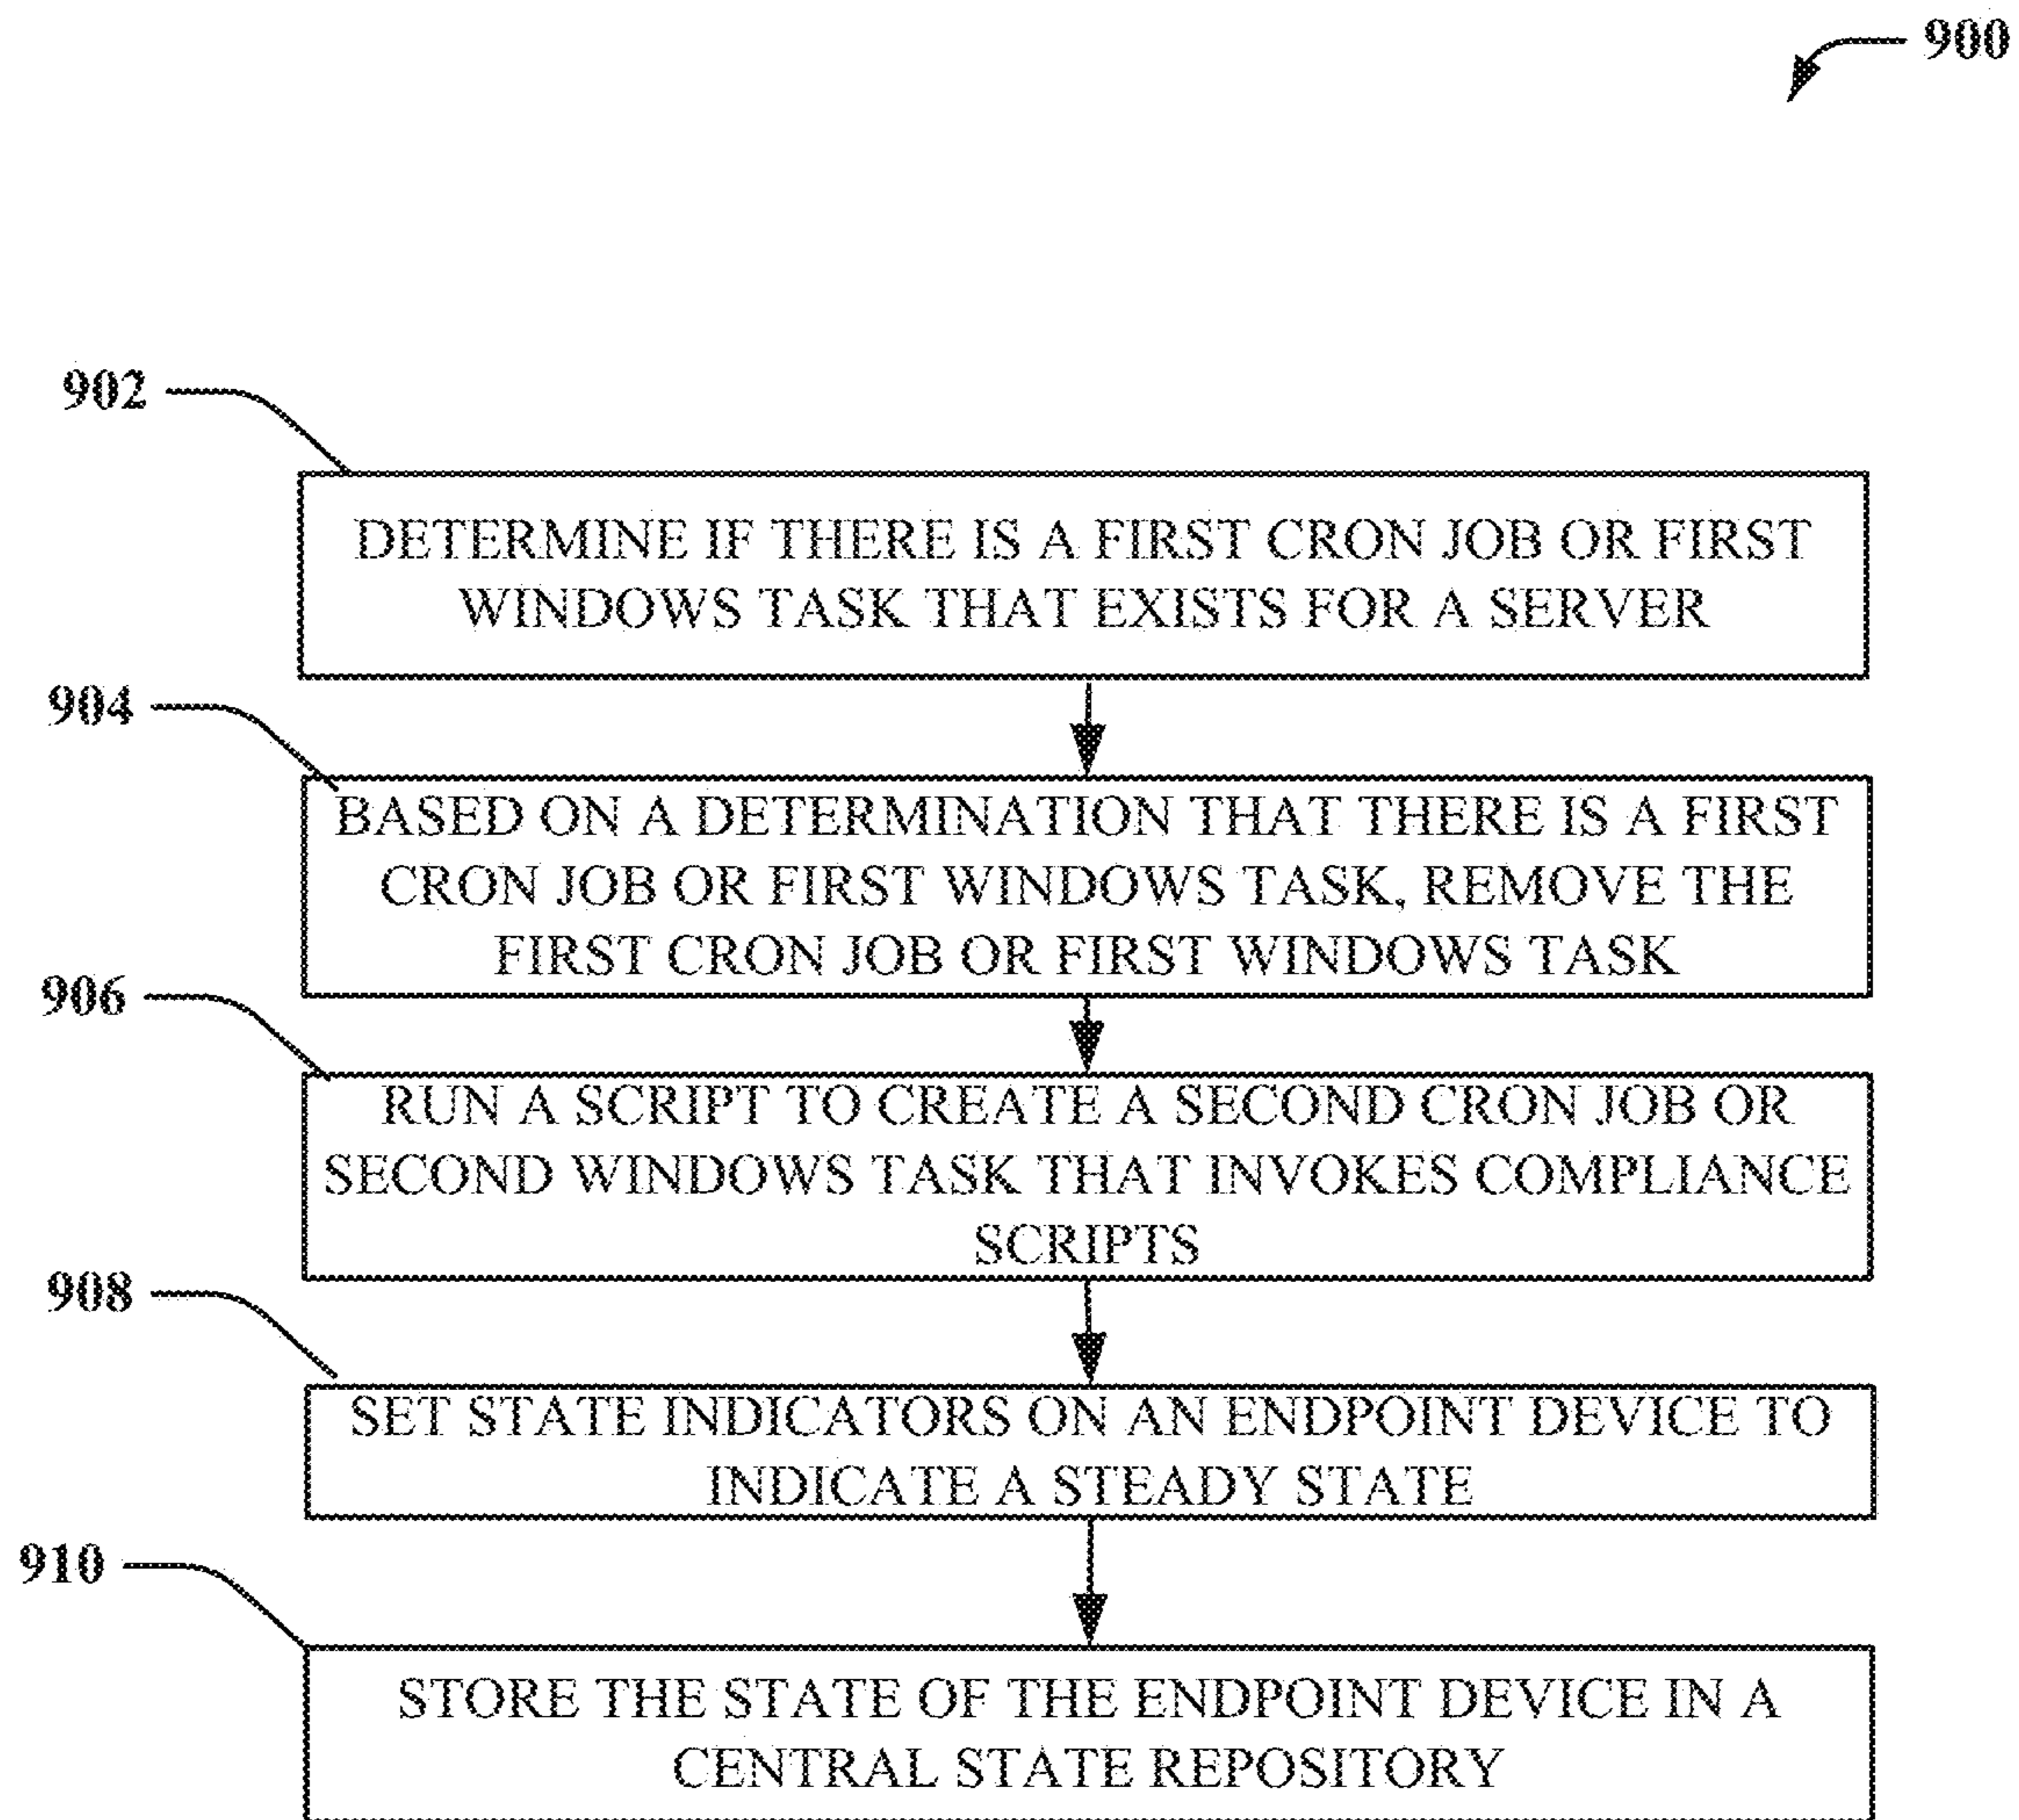 900
902
DETERMINE IF THERE IS A FIRST CRON JOB OR FIRST
WINDOWS TASK THAT EXISTS FOR A SERVER
904
BASED ON A DETERMINATION THAT THERE IS A FIRST
CRON JOB OR FIRST WINDOWS TASK, REMOVE THE
FIRST CRON JOB OR FIRST WINDOWS TASK
906
RUN A SCRIPT TO CREATE A SECOND CRON JOB OR
SECOND WINDOWS TASK THAT INVOKES COMPLIANCE
SCRIPTS
908
SET STATE INDICATORS ON AN ENDPOINT DEVICE TO
INDICATE A STEADY STATE
910
STORE THE STATE OF THE ENDPOINT DEVICE IN A
CENTRAL STATE REPOSITORY